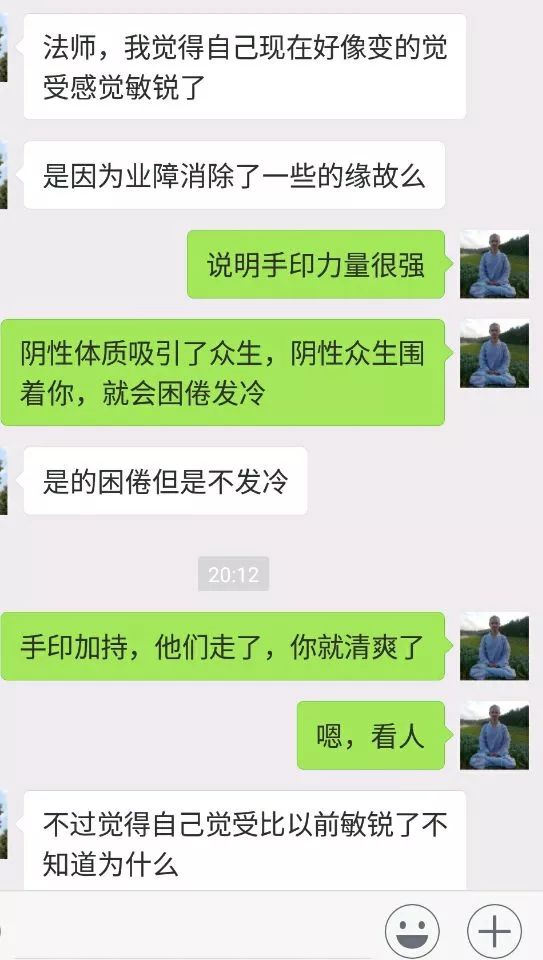 法师，我觉得自己现在好像变的觉
受感觉敏锐了
是因为业障消除了一些的缘故么
说明手印力量很强
阴性体质吸引了众生，阴性众生围
着你，就会困倦发冷
是的困倦但是不发冷
20:12
手印加持，他们走了，你就清爽了
嗯，看人
不过觉得自己觉受比以前敏锐了不
知道为什么